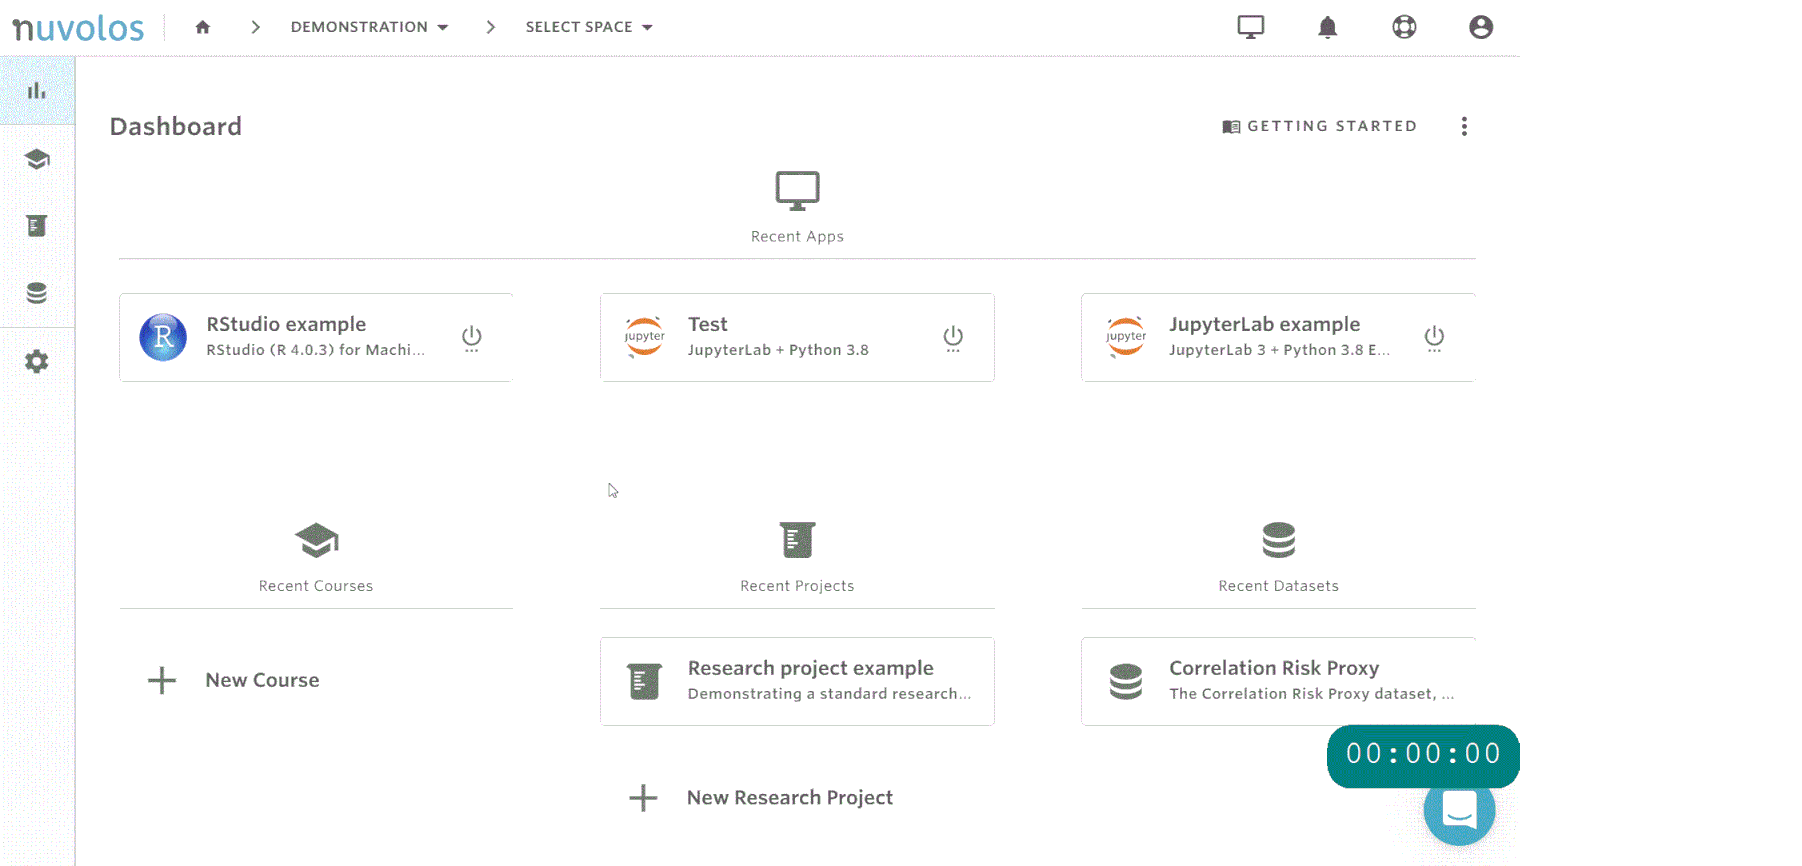 nuvolos
DEMONSTRATION
SELECT SPACE
Dashboard
GETTING STARTED
Recent Apps
RStudio example
RStudio (R 4.0.3) for Machi...
Test
JupyterLab + Python 3.8
JupyterLab example
JupyterLab 3 + Python 3.8 E...
R
jupyter
jupyter
Recent Courses
Recent Projects
Recent Datasets
New Course
Research project example
Demonstrating a standard research...
Correlation Risk Proxy
The Correlation Risk Proxy dataset, ...
00:00:00
New Research Project